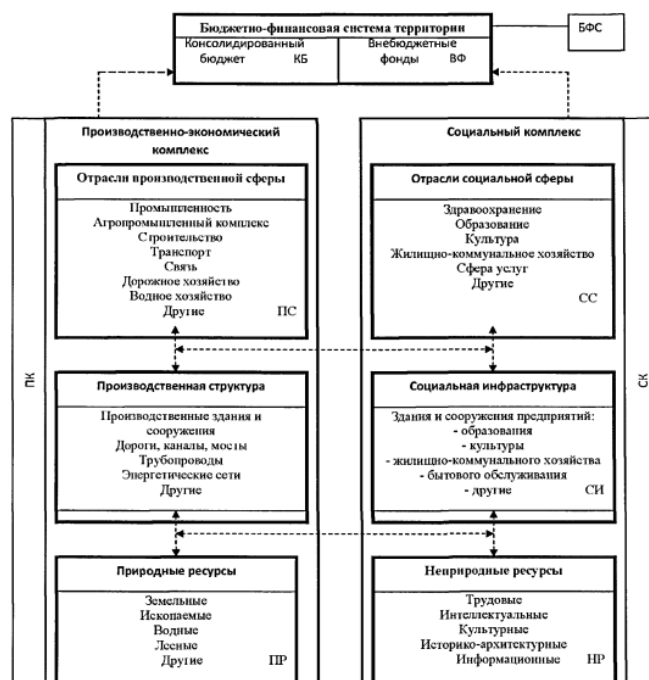 Бюджетно-финансовая система территории
БФС
Консолидированный
бюджет КБ
Внебюджетные
фонды ВФ
Производственно-экономический
комплекс
ПК
Отрасли производственной сферы
Промышленность
Агропромышленный комплекс
Строительство
Транспорт
Связь
Дорожное хозяйство
Водное хозяйство
Другие ПС
Производственная структура
Производственные здания и
сооружения
Дороги, каналы, мосты
Трубопроводы
Энергетические сети
Другие
Природные ресурсы
Земельные
Ископаемые
Водные
Лесные
Другие ПР
Социальный комплекс
СК
Отрасли социальной сферы
Здравоохранение
Образование
Культура
Жилищно-коммунальное хозяйство
Сфера услуг
Другие
СС
Социальная инфраструктура
Здания и сооружения предприятий:
- образования
- культуры
- жилищно-коммунального хозяйства
- бытового обслуживания
- другие СИ
Неприродные ресурсы
Трудовые
Интеллектуальные
Культурные
Историко-архитектурные
Информационные НР